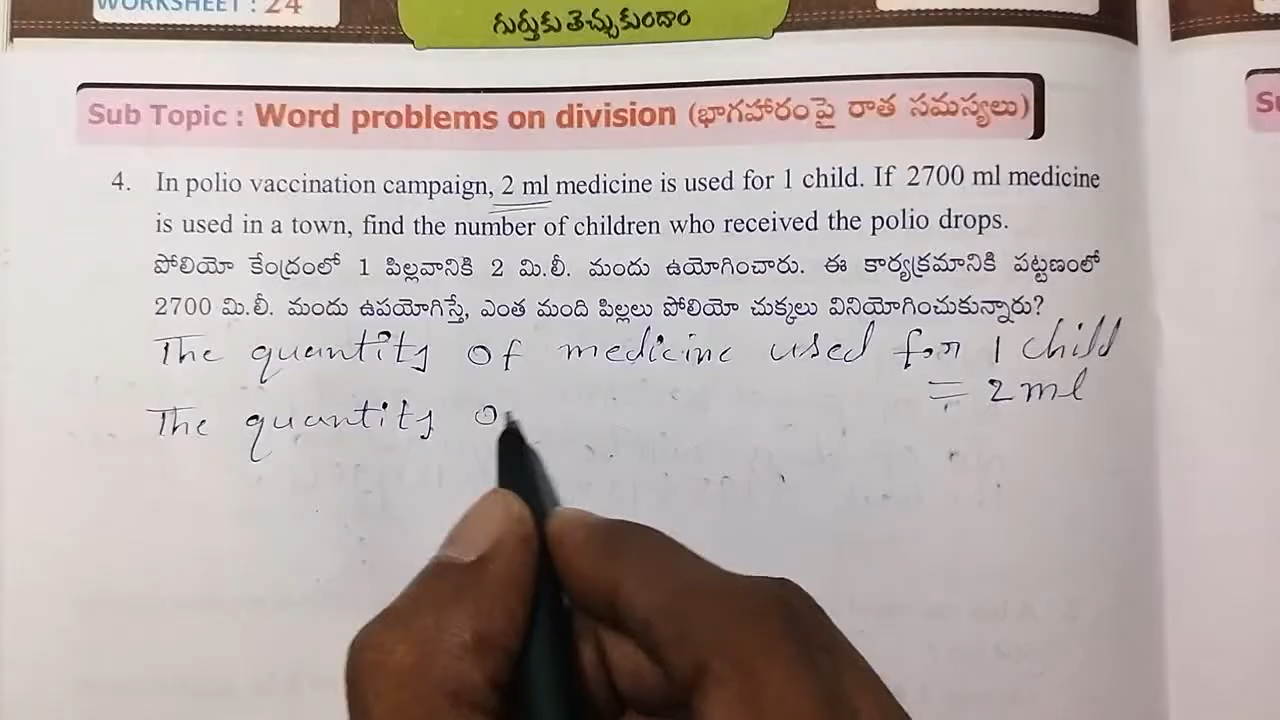 WORKSHEET : 24
గుర్తుకు తెచ్చుకుందాం
Sub Topic : Word problems on division (భాగహారంపై రాత సమస్యలు)
4. In polio vaccination campaign, 2 ml medicine is used for 1 child. If 2700 ml medicine
is used in a town, find the number of children who received the polio drops.
పోలియో కేంద్రంలో 1 పిల్లవానికి 2 మి.లీ. మందు ఉయోగించారు. ఈ కార్యక్రమానికి పట్టణంలో
2700 మి.లీ. మందు ఉపయోగిస్తే, ఎంత మంది పిల్లలు పోలియో చుక్కలు వినియోగించుకున్నారు?
The quantity of medicine used for 1 child
= 2 ml
The quantity o